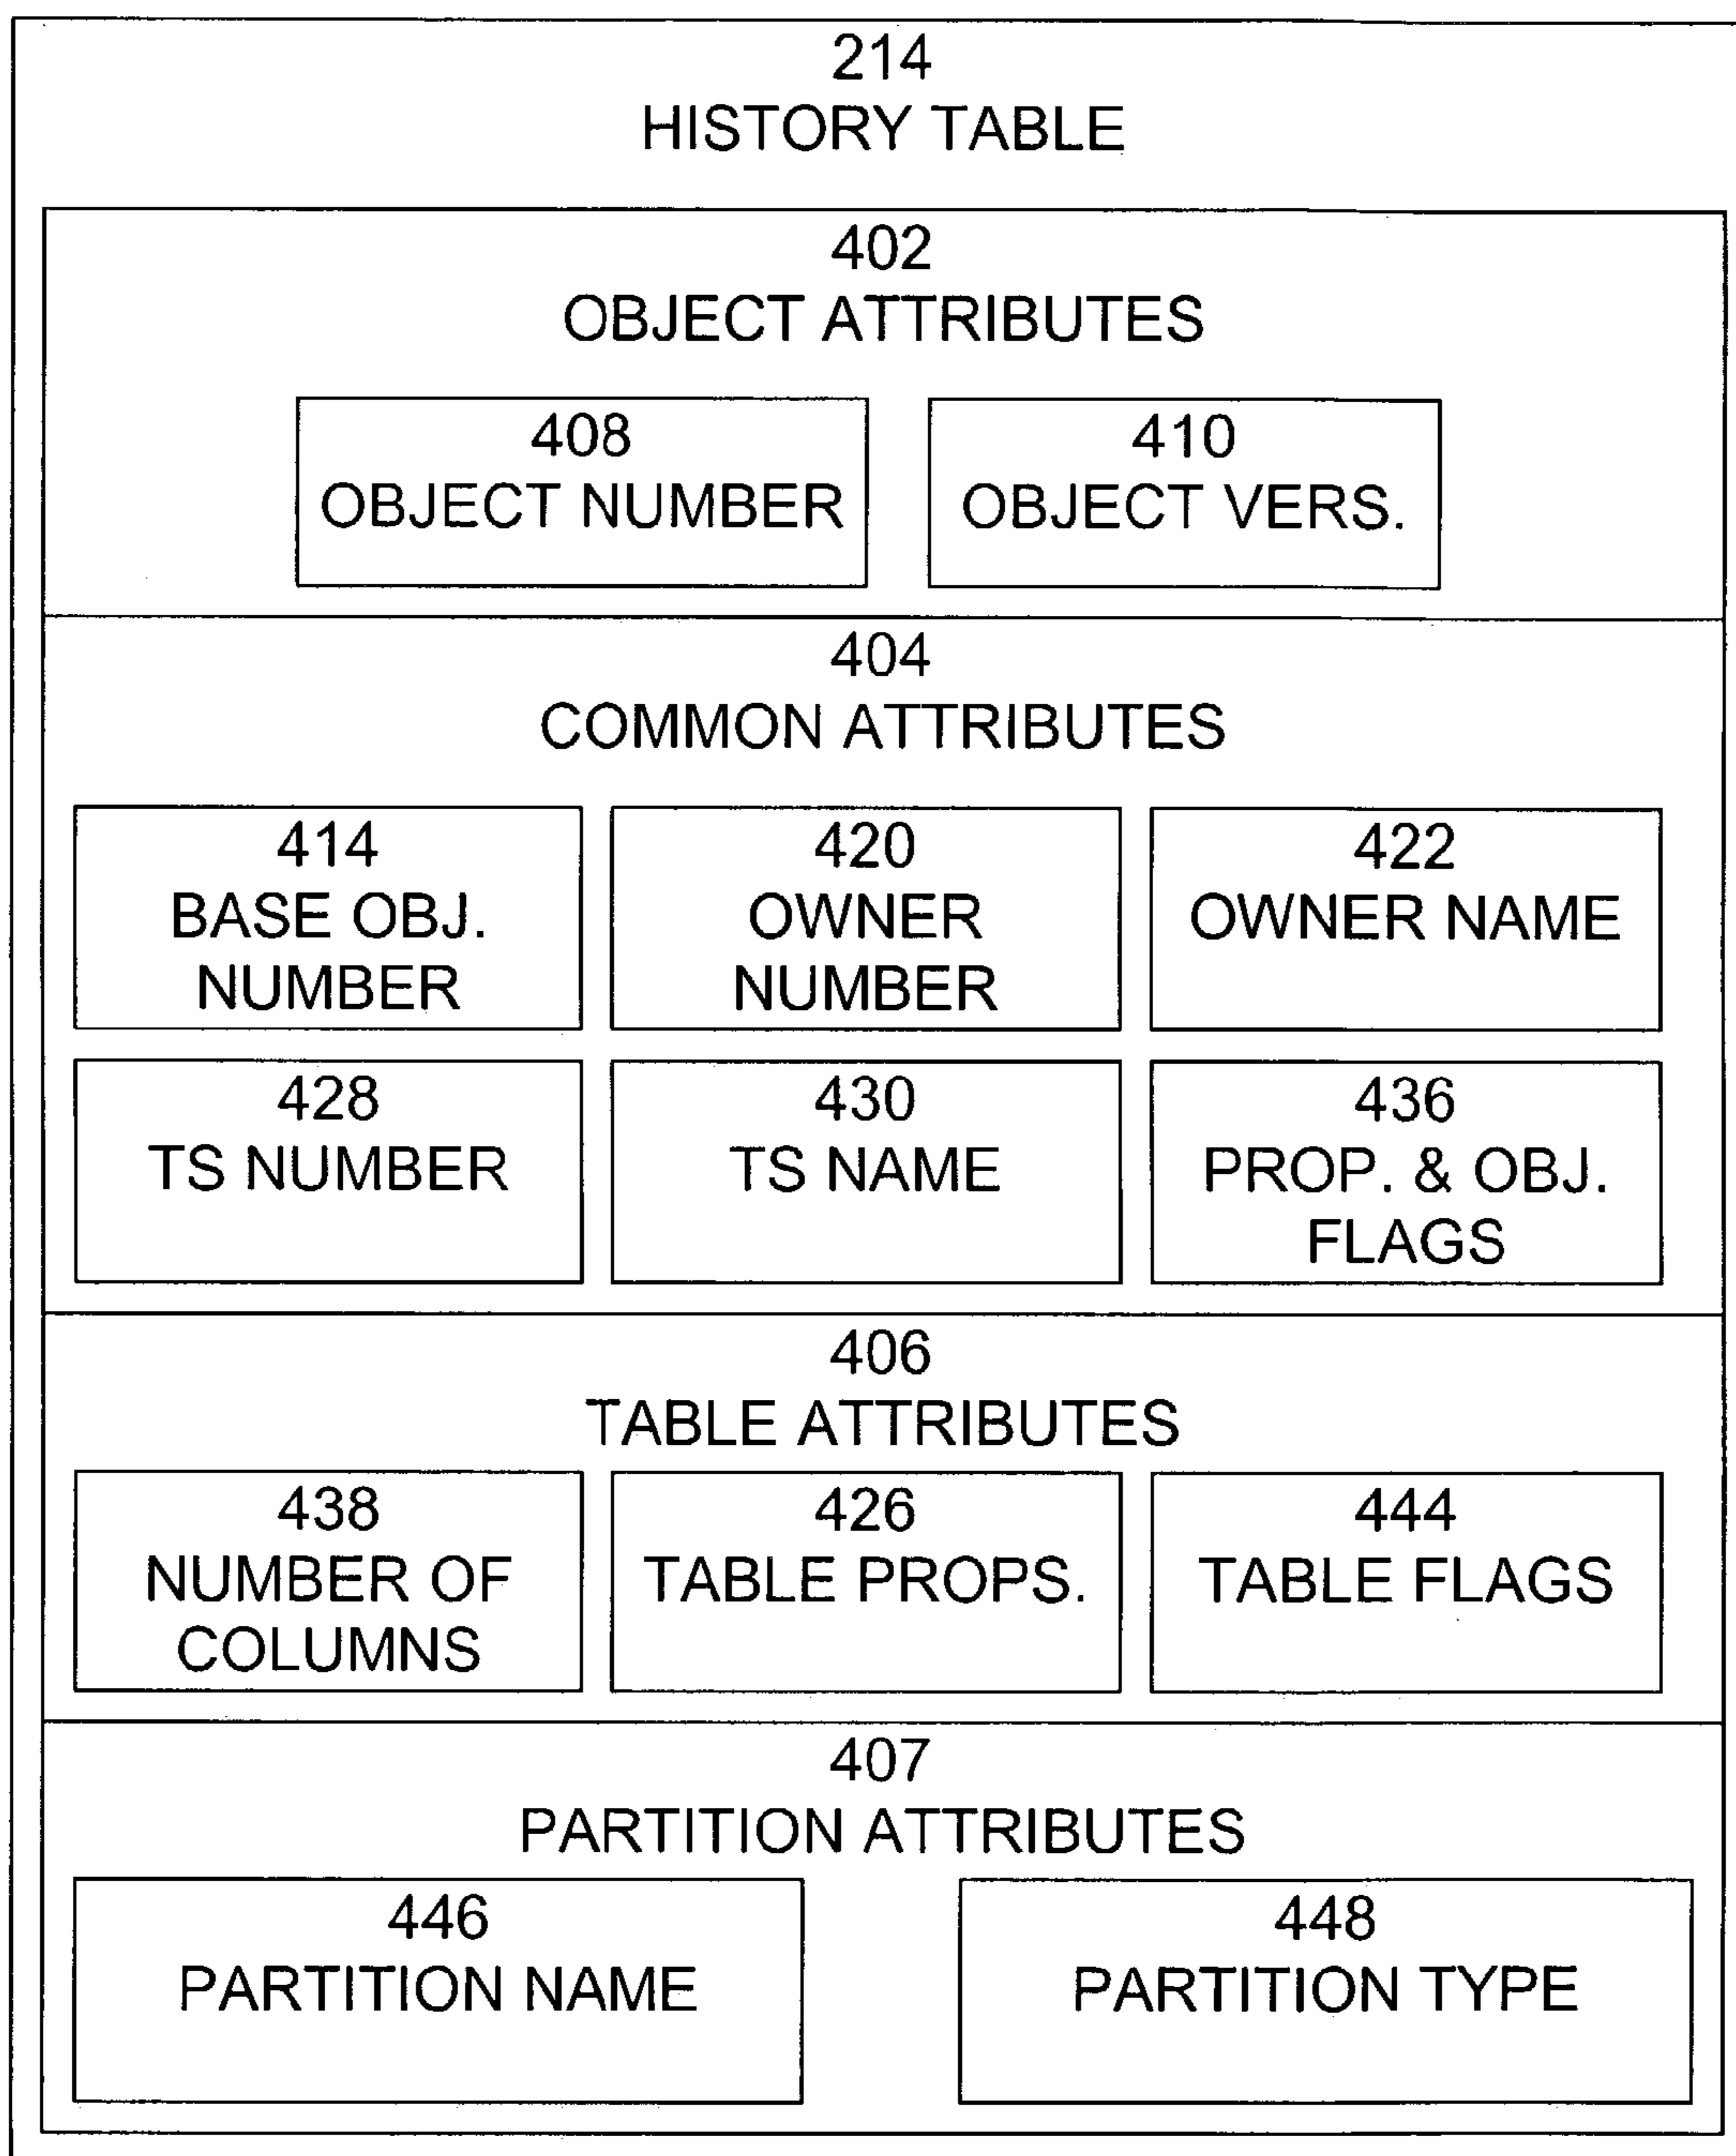 214
HISTORY TABLE
402
OBJECT ATTRIBUTES
408
OBJECT NUMBER
410
OBJECT VERS.
404
COMMON ATTRIBUTES
414
BASE OBJ.
NUMBER
420
OWNER
NUMBER
422
OWNER NAME
428
TS NUMBER
430
TS NAME
436
PROP. & OBJ.
FLAGS
406
TABLE ATTRIBUTES
438
NUMBER OF
COLUMNS
426
TABLE PROPS.
444
TABLE FLAGS
407
PARTITION ATTRIBUTES
446
PARTITION NAME
448
PARTITION TYPE